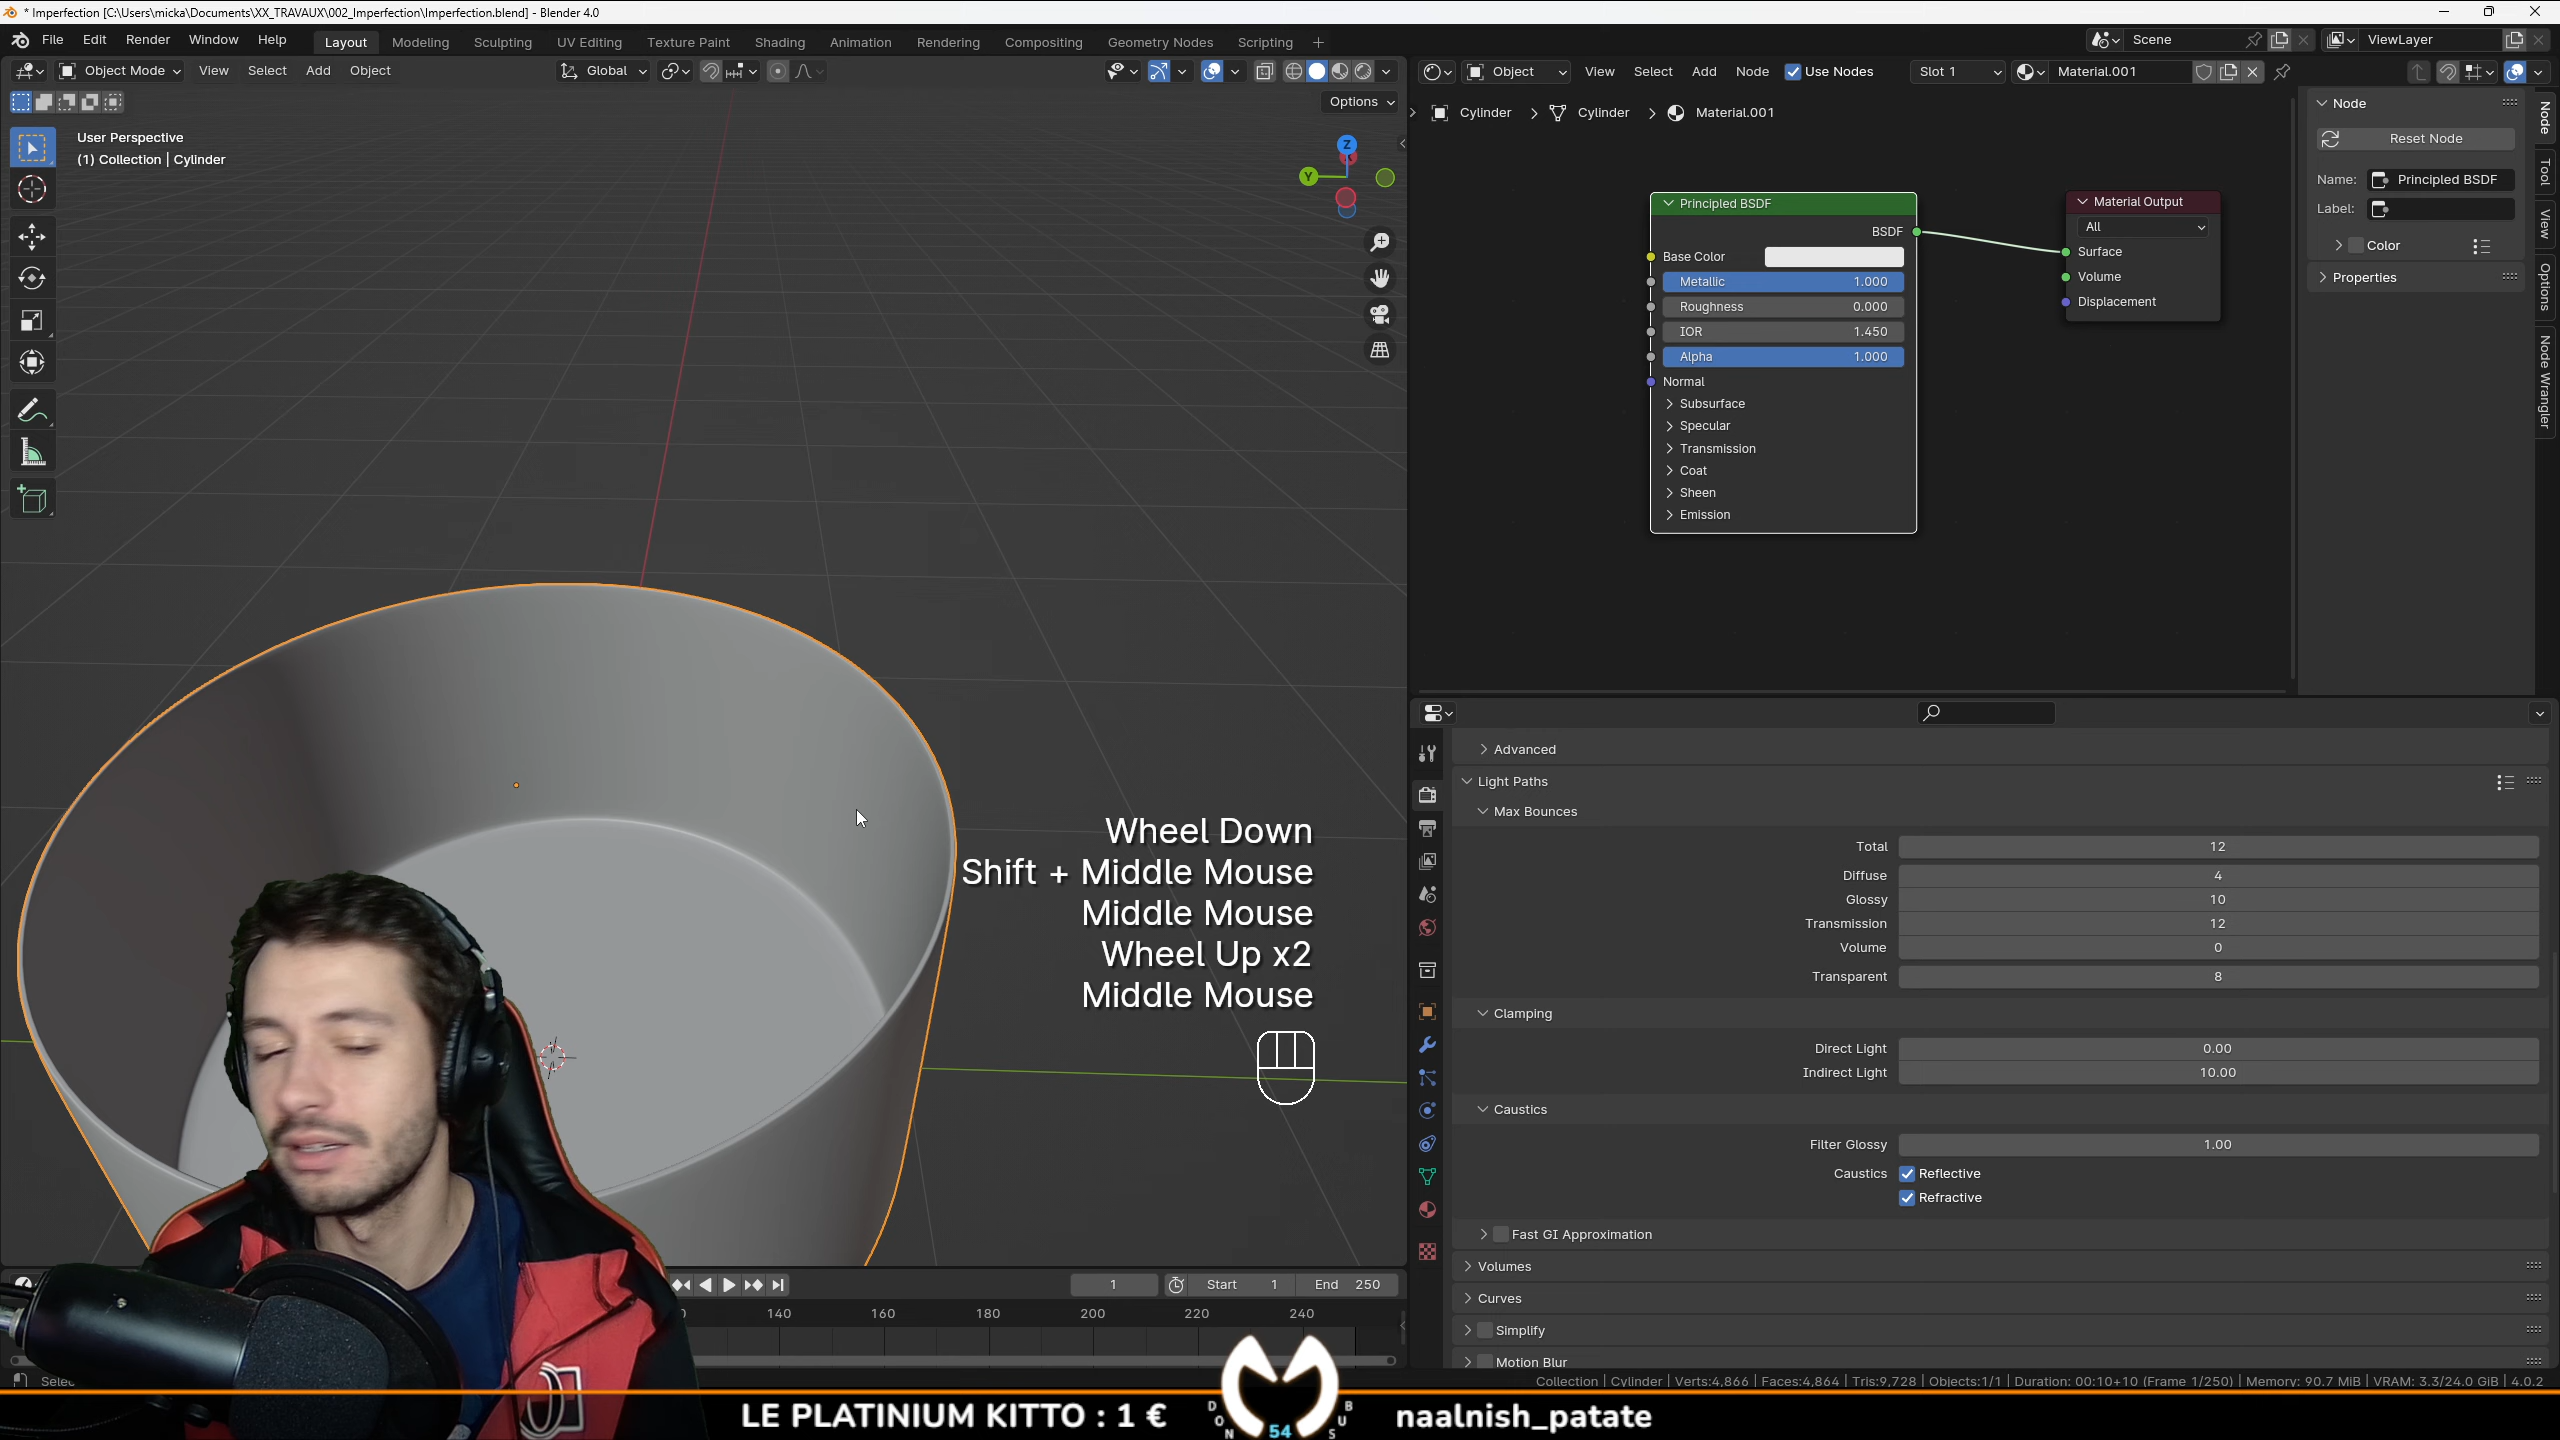 * Imperfection [C:\Users\micka\Documents\XX_TRAVAUX\002_Imperfection\Imperfection.blend] - Blender 4.0
File Edit Render Window Help Layout Modeling Sculpting UV Editing Texture Paint Shading Animation Rendering Compositing Geometry Nodes Scripting + Scene ViewLayer
Object Mode View Select Add Object Global
Options
User Perspective
(1) Collection | Cylinder
Z
Y
Object View Select Add Node Use Nodes Slot 1 Material.001
Cylinder Cylinder Material.001
Principled BSDF
BSDF
Base Color
Metallic 1.000
Roughness 0.000
IOR 1.450
Alpha 1.000
Normal
Subsurface
Specular
Transmission
Coat
Sheen
Emission
Material Output
All
Surface
Volume
Displacement
Node
Reset Node
Name: Principled BSDF
Label:
Color
Properties
Node
Tool
View
Options
Node Wrangler
Wheel Down
Shift + Middle Mouse
Middle Mouse
Wheel Up x2
Middle Mouse
Advanced
Light Paths
Max Bounces
Total 12
Diffuse 4
Glossy 10
Transmission 12
Volume 0
Transparent 8
Clamping
Direct Light 0.00
Indirect Light 10.00
Caustics
Filter Glossy 1.00
Caustics Reflective
Refractive
Fast GI Approximation
Volumes
Curves
Simplify
Motion Blur
1 Start 1 End 250
140 160 180 200 220 240
Collection | Cylinder | Verts:4,866 | Faces:4,864 | Tris:9,728 | Objects:1/1 | Duration: 00:10+10 (Frame 1/250) | Memory: 90.7 MiB | VRAM: 3.3/24.0 GiB | 4.0.2
LE PLATINIUM KITTO : 1 €
DON
54
BUS
naalnish_patate